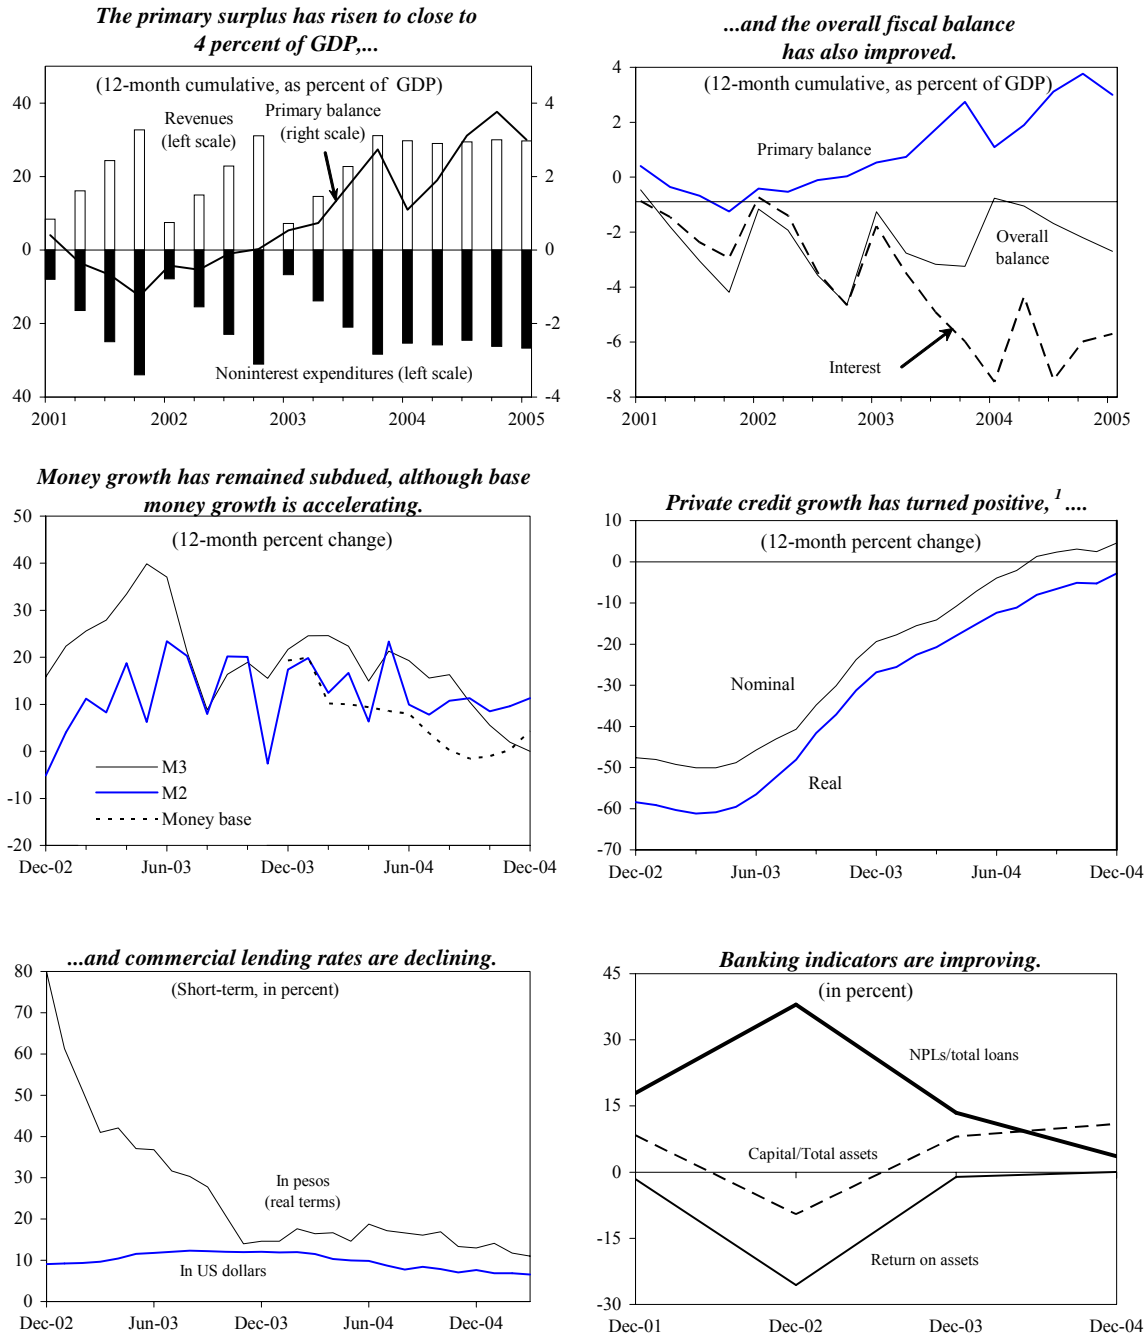 The primary surplus has risen to close to
4 percent of GDP,...
(12-month cumulative, as percent of GDP)
Revenues
(left scale)
Primary balance
(right scale)
Noninterest expenditures (left scale)
40
20
0
20
40
4
2
0
-2
-4
2001
2002
2003
2004
2005
...and the overall fiscal balance
has also improved.
(12-month cumulative, as percent of GDP)
Primary balance
Overall
balance
Interest
4
2
0
-2
-4
-6
-8
2001
2002
2003
2004
2005
Money growth has remained subdued, although base
money growth is accelerating.
(12-month percent change)
50
40
30
20
10
0
-10
-20
M3
M2
Money base
Dec-02
Jun-03
Dec-03
Jun-04
Dec-04
Private credit growth has turned positive, 1 ....
(12-month percent change)
10
0
-10
-20
-30
-40
-50
-60
-70
Nominal
Real
Dec-02
Jun-03
Dec-03
Jun-04
Dec-04
...and commercial lending rates are declining.
(Short-term, in percent)
80
70
60
50
40
30
20
10
0
In pesos
(real terms)
In US dollars
Dec-02
Jun-03
Dec-03
Jun-04
Dec-04
Banking indicators are improving.
(in percent)
45
30
15
0
-15
-30
NPLs/total loans
Capital/Total assets
Return on assets
Dec-01
Dec-02
Dec-03
Dec-04